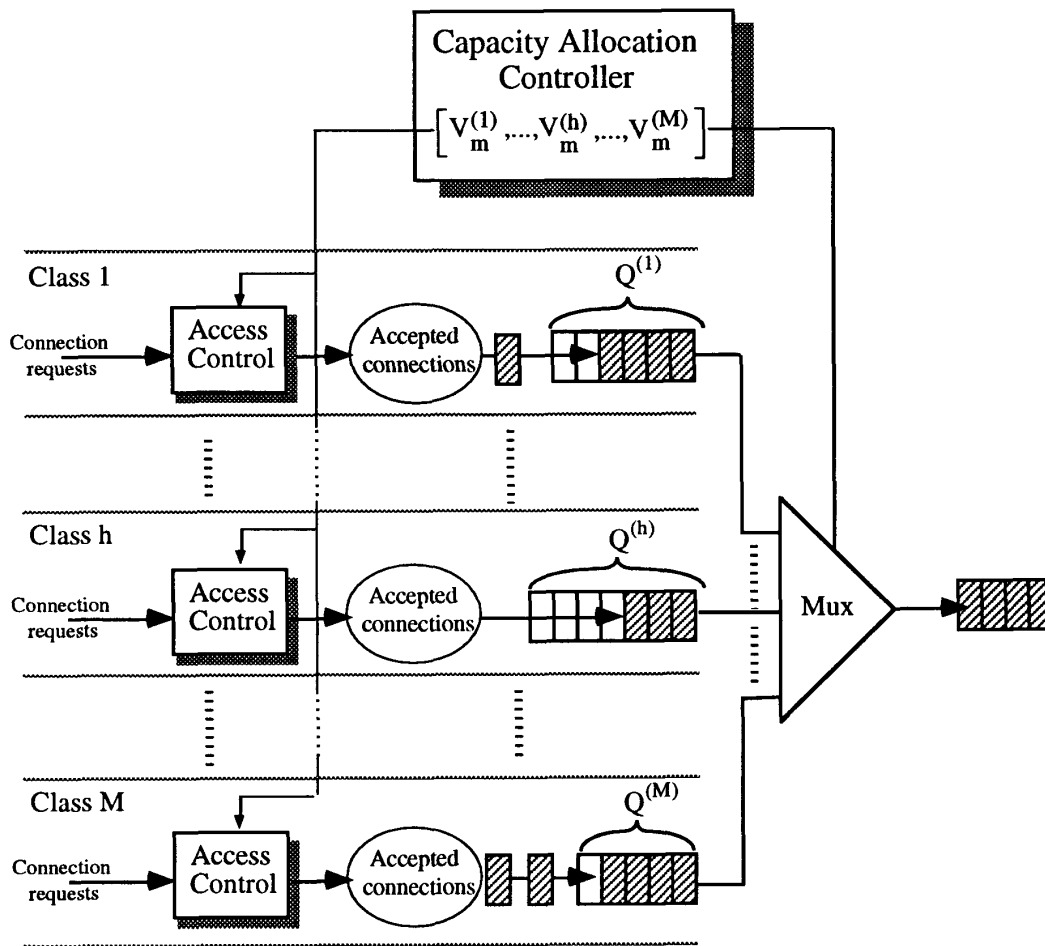 Capacity Allocation
Controller
[V_m^(1),...,V_m^(h),...,V_m^(M)]
Class 1
Q^(1)
Connection
requests
Access
Control
Accepted
connections
Class h
Q^(h)
Connection
requests
Access
Control
Accepted
connections
Mux
Class M
Q^(M)
Connection
requests
Access
Control
Accepted
connections